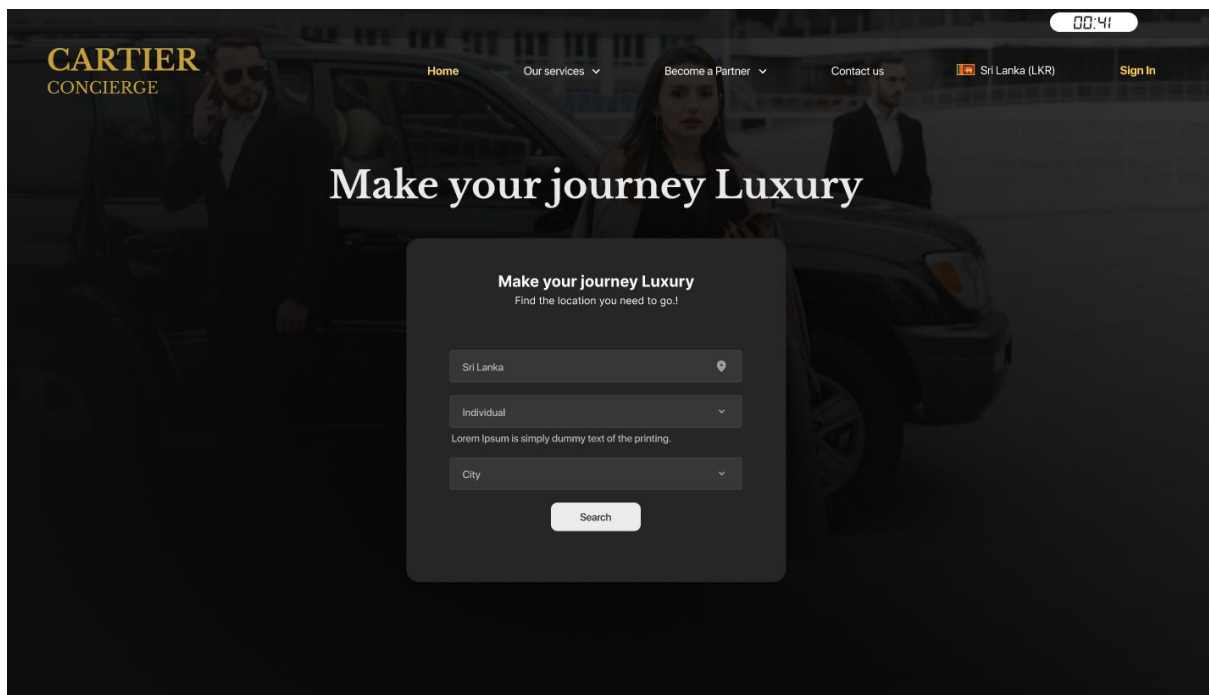 00:41
CARTIER
CONCIERGE
Home
Our services
Become a Partner
Contact us
Sri Lanka (LKR)
Sign In
Make your journey Luxury
Make your journey Luxury
Find the location you need to go.!
Sri Lanka
Individual
Lorem Ipsum is simply dummy text of the printing.
City
Search